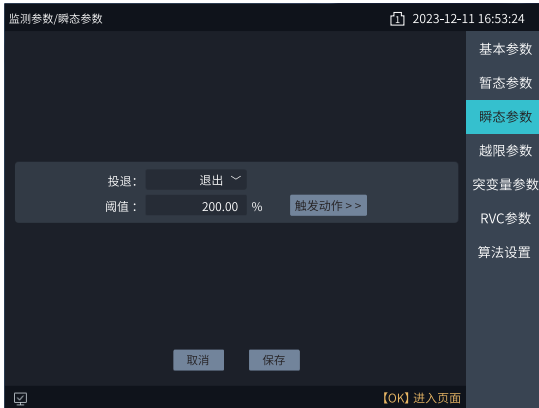 监测参数/瞬态参数 1 2023-12-11 16:53:24
基本参数
暂态参数
瞬态参数
越限参数
突变量参数
RVC参数
算法设置
投退： 退出
阈值： 200.00 % 触发动作>>
取消 保存
【OK】进入页面